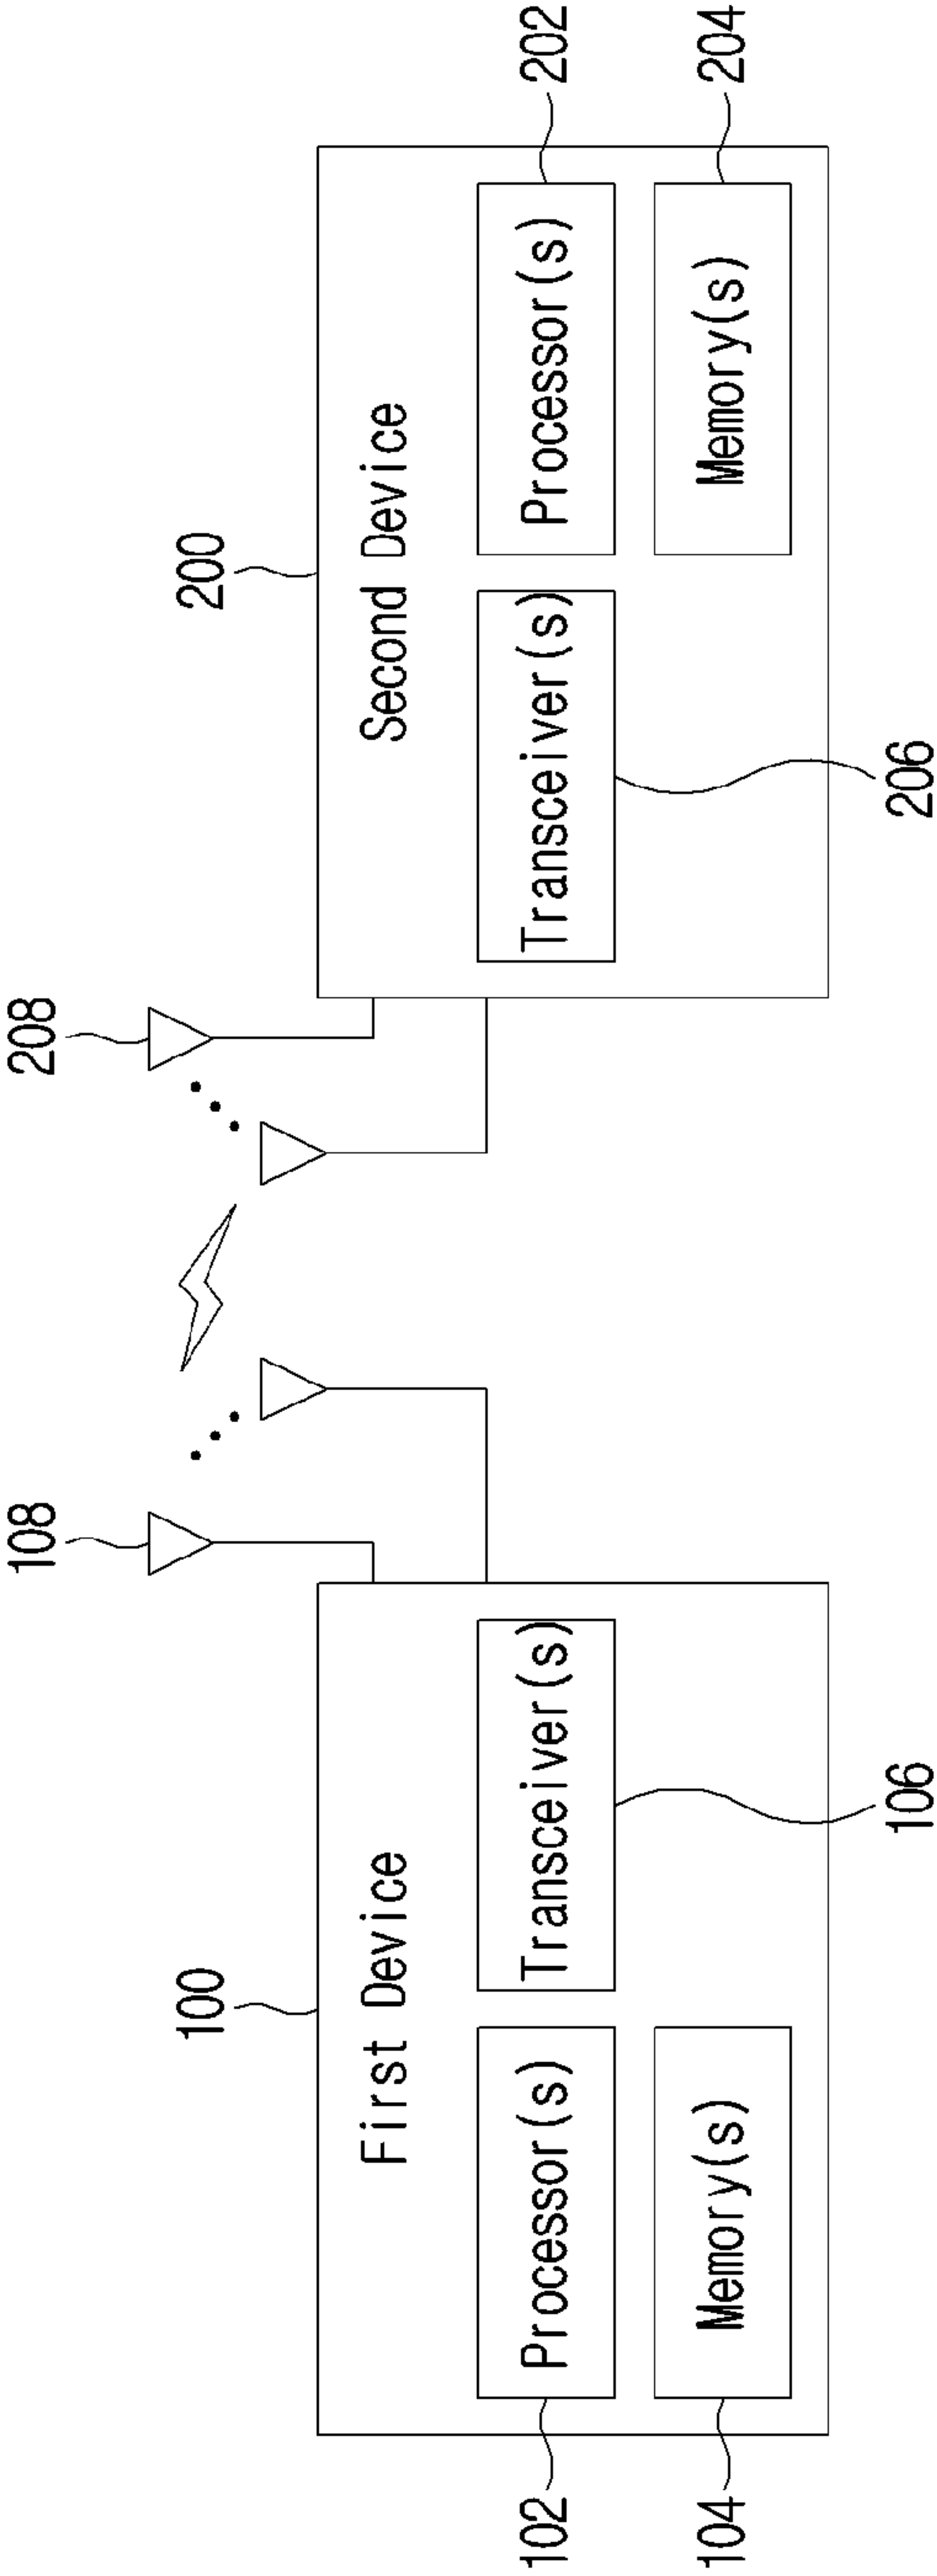 108
208
100
200
First Device
Second Device
102
Processor(s)
Transceiver(s)
Transceiver(s)
Processor(s)
202
104
Memory(s)
Memory(s)
204
106
206